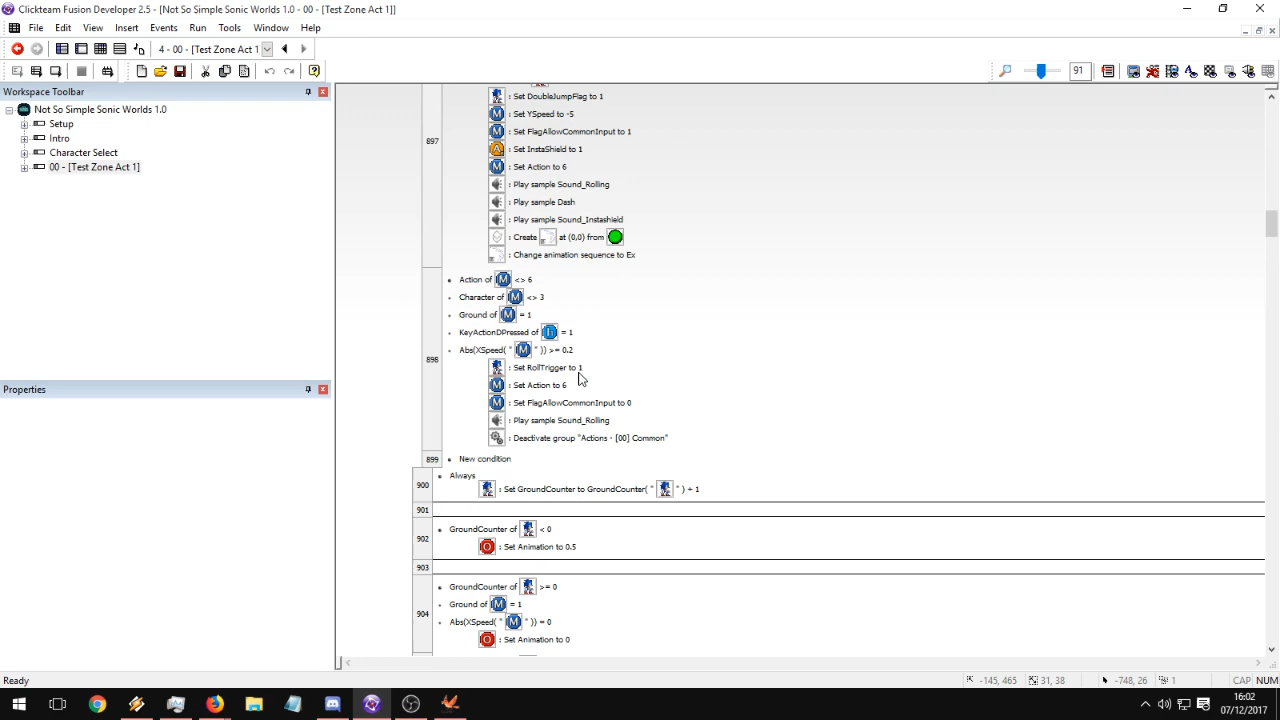 Clickteam Fusion Developer 2.5 - [Not So Simple Sonic Worlds 1.0 - 00 - [Test Zone Act 1]]
File Edit View Insert Events Run Tools Window Help
4 - 00 - [Test Zone Act 1
91
Workspace Toolbar
Not So Simple Sonic Worlds 1.0
Setup
Intro
Character Select
00 - [Test Zone Act 1]
Properties
897
: Set DoubleJumpFlag to 1
: Set YSpeed to -5
: Set FlagAllowCommonInput to 1
: Set InstaShield to 1
: Set Action to 6
: Play sample Sound_Rolling
: Play sample Dash
: Play sample Sound_Instashield
: Create at (0,0) from
: Change animation sequence to Ex
898
Action of M <> 6
Character of M <> 3
Ground of M = 1
KeyActionDPressed of = 1
Abs(XSpeed( " M " )) >= 0.2
: Set RollTrigger to 1
: Set Action to 6
: Set FlagAllowCommonInput to 0
: Play sample Sound_Rolling
: Deactivate group "Actions - [00] Common"
899 New condition
900 Always
: Set GroundCounter to GroundCounter( " " ) + 1
901
902 GroundCounter of < 0
: Set Animation to 0.5
903
904
GroundCounter of >= 0
Ground of M = 1
Abs(XSpeed( " M " )) = 0
: Set Animation to 0
Ready
-145, 465
31, 38
-748, 26
1
CAP NUM
16:02
07/12/2017